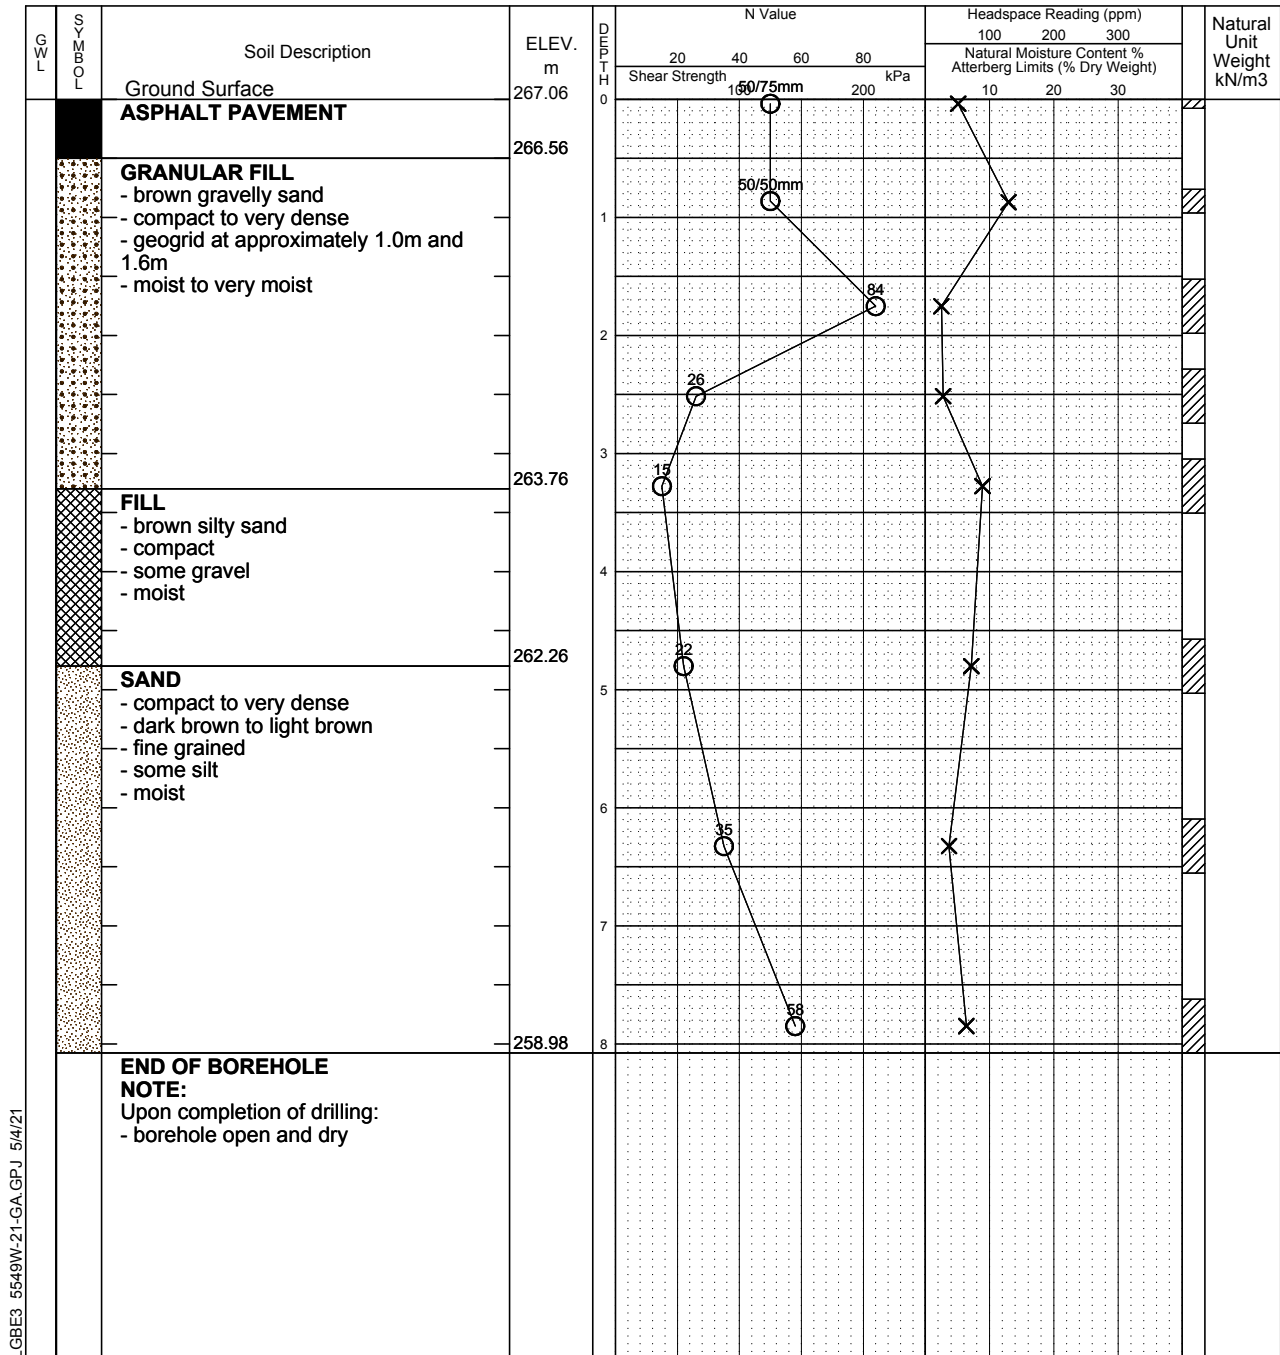 GWL
SYMBOL
Soil Description
Ground Surface
ELEV.
m
267.06
DEPTH
N Value
20 40 60 80
Shear Strength kPa
100 200
Headspace Reading (ppm)
100 200 300
Natural Moisture Content %
Atterberg Limits (% Dry Weight)
10 20 30
Natural
Unit
Weight
kN/m3
0
50/75mm
ASPHALT PAVEMENT
266.56
GRANULAR FILL
- brown gravelly sand
- compact to very dense
- geogrid at approximately 1.0m and
1.6m
- moist to very moist
50/50mm
1
84
2
26
3
15
263.76
FILL
- brown silty sand
- compact
- some gravel
- moist
4
262.26
22
SAND
- compact to very dense
- dark brown to light brown
- fine grained
- some silt
- moist
5
6
35
7
58
8
258.98
END OF BOREHOLE
NOTE:
Upon completion of drilling:
- borehole open and dry
GBE3 5549W-21-GA.GPJ 5/4/21